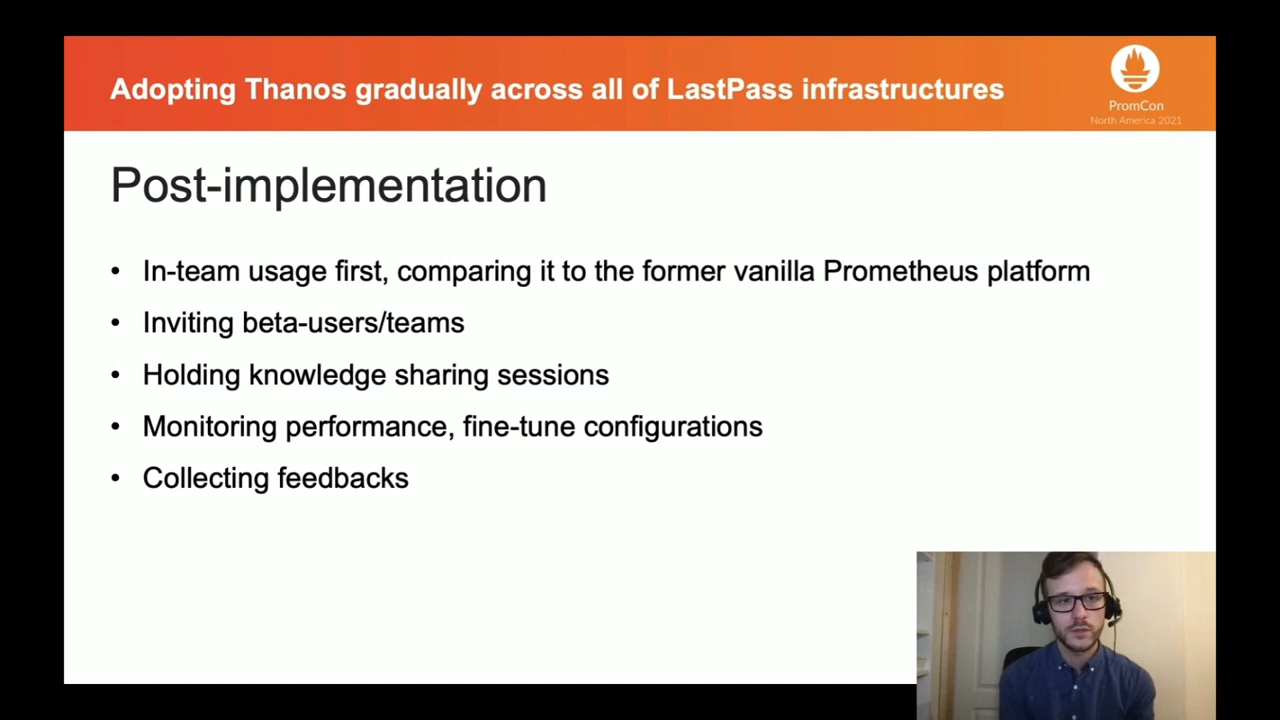 Adopting Thanos gradually across all of LastPass infrastructures
PromCon
North America 2021
Post-implementation
• In-team usage first, comparing it to the former vanilla Prometheus platform
• Inviting beta-users/teams
• Holding knowledge sharing sessions
• Monitoring performance, fine-tune configurations
• Collecting feedbacks